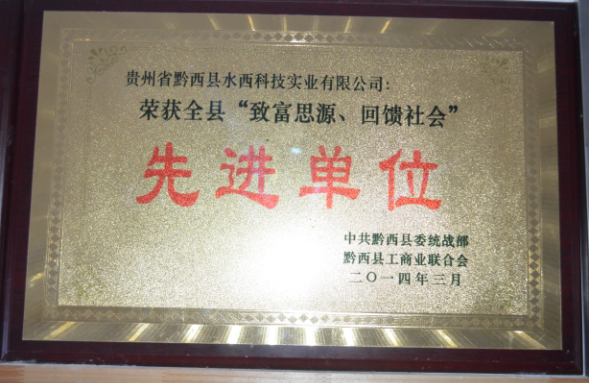 贵州省黔西县水西科技实业有限公司：
荣获全县“致富思源、回馈社会”
先进单位
中共黔西县委统战部
黔西县工商业联合会
二〇一四年三月